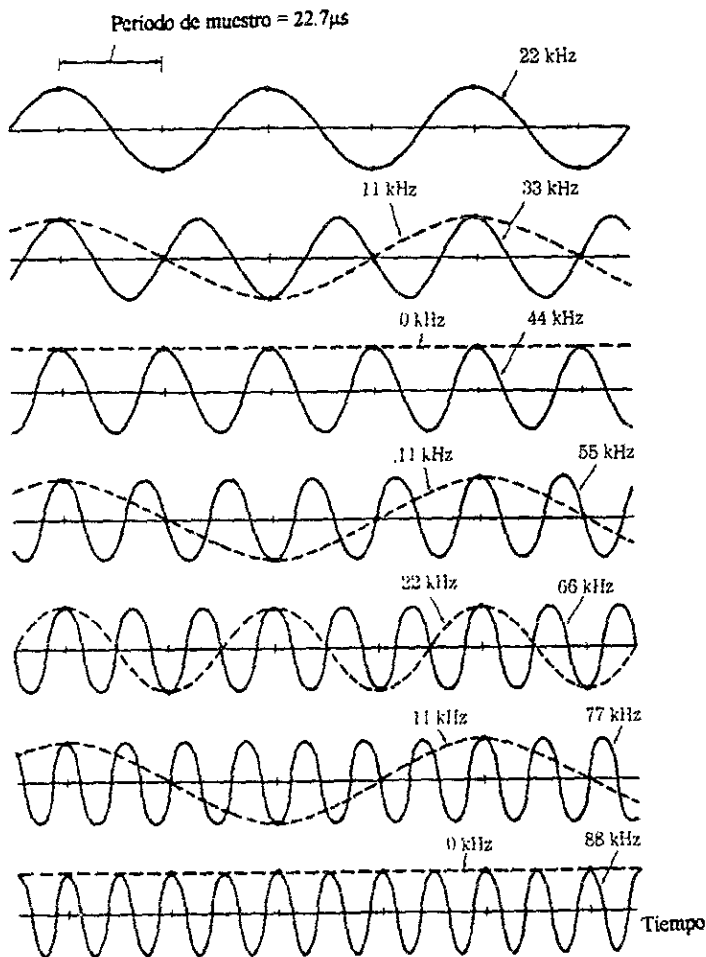 Periodo de muestro = 22.7µs
22 kHz
11 kHz 33 kHz
0 kHz 44 kHz
11 kHz 55 kHz
22 kHz 66 kHz
11 kHz 77 kHz
0 kHz 88 kHz
Tiempo